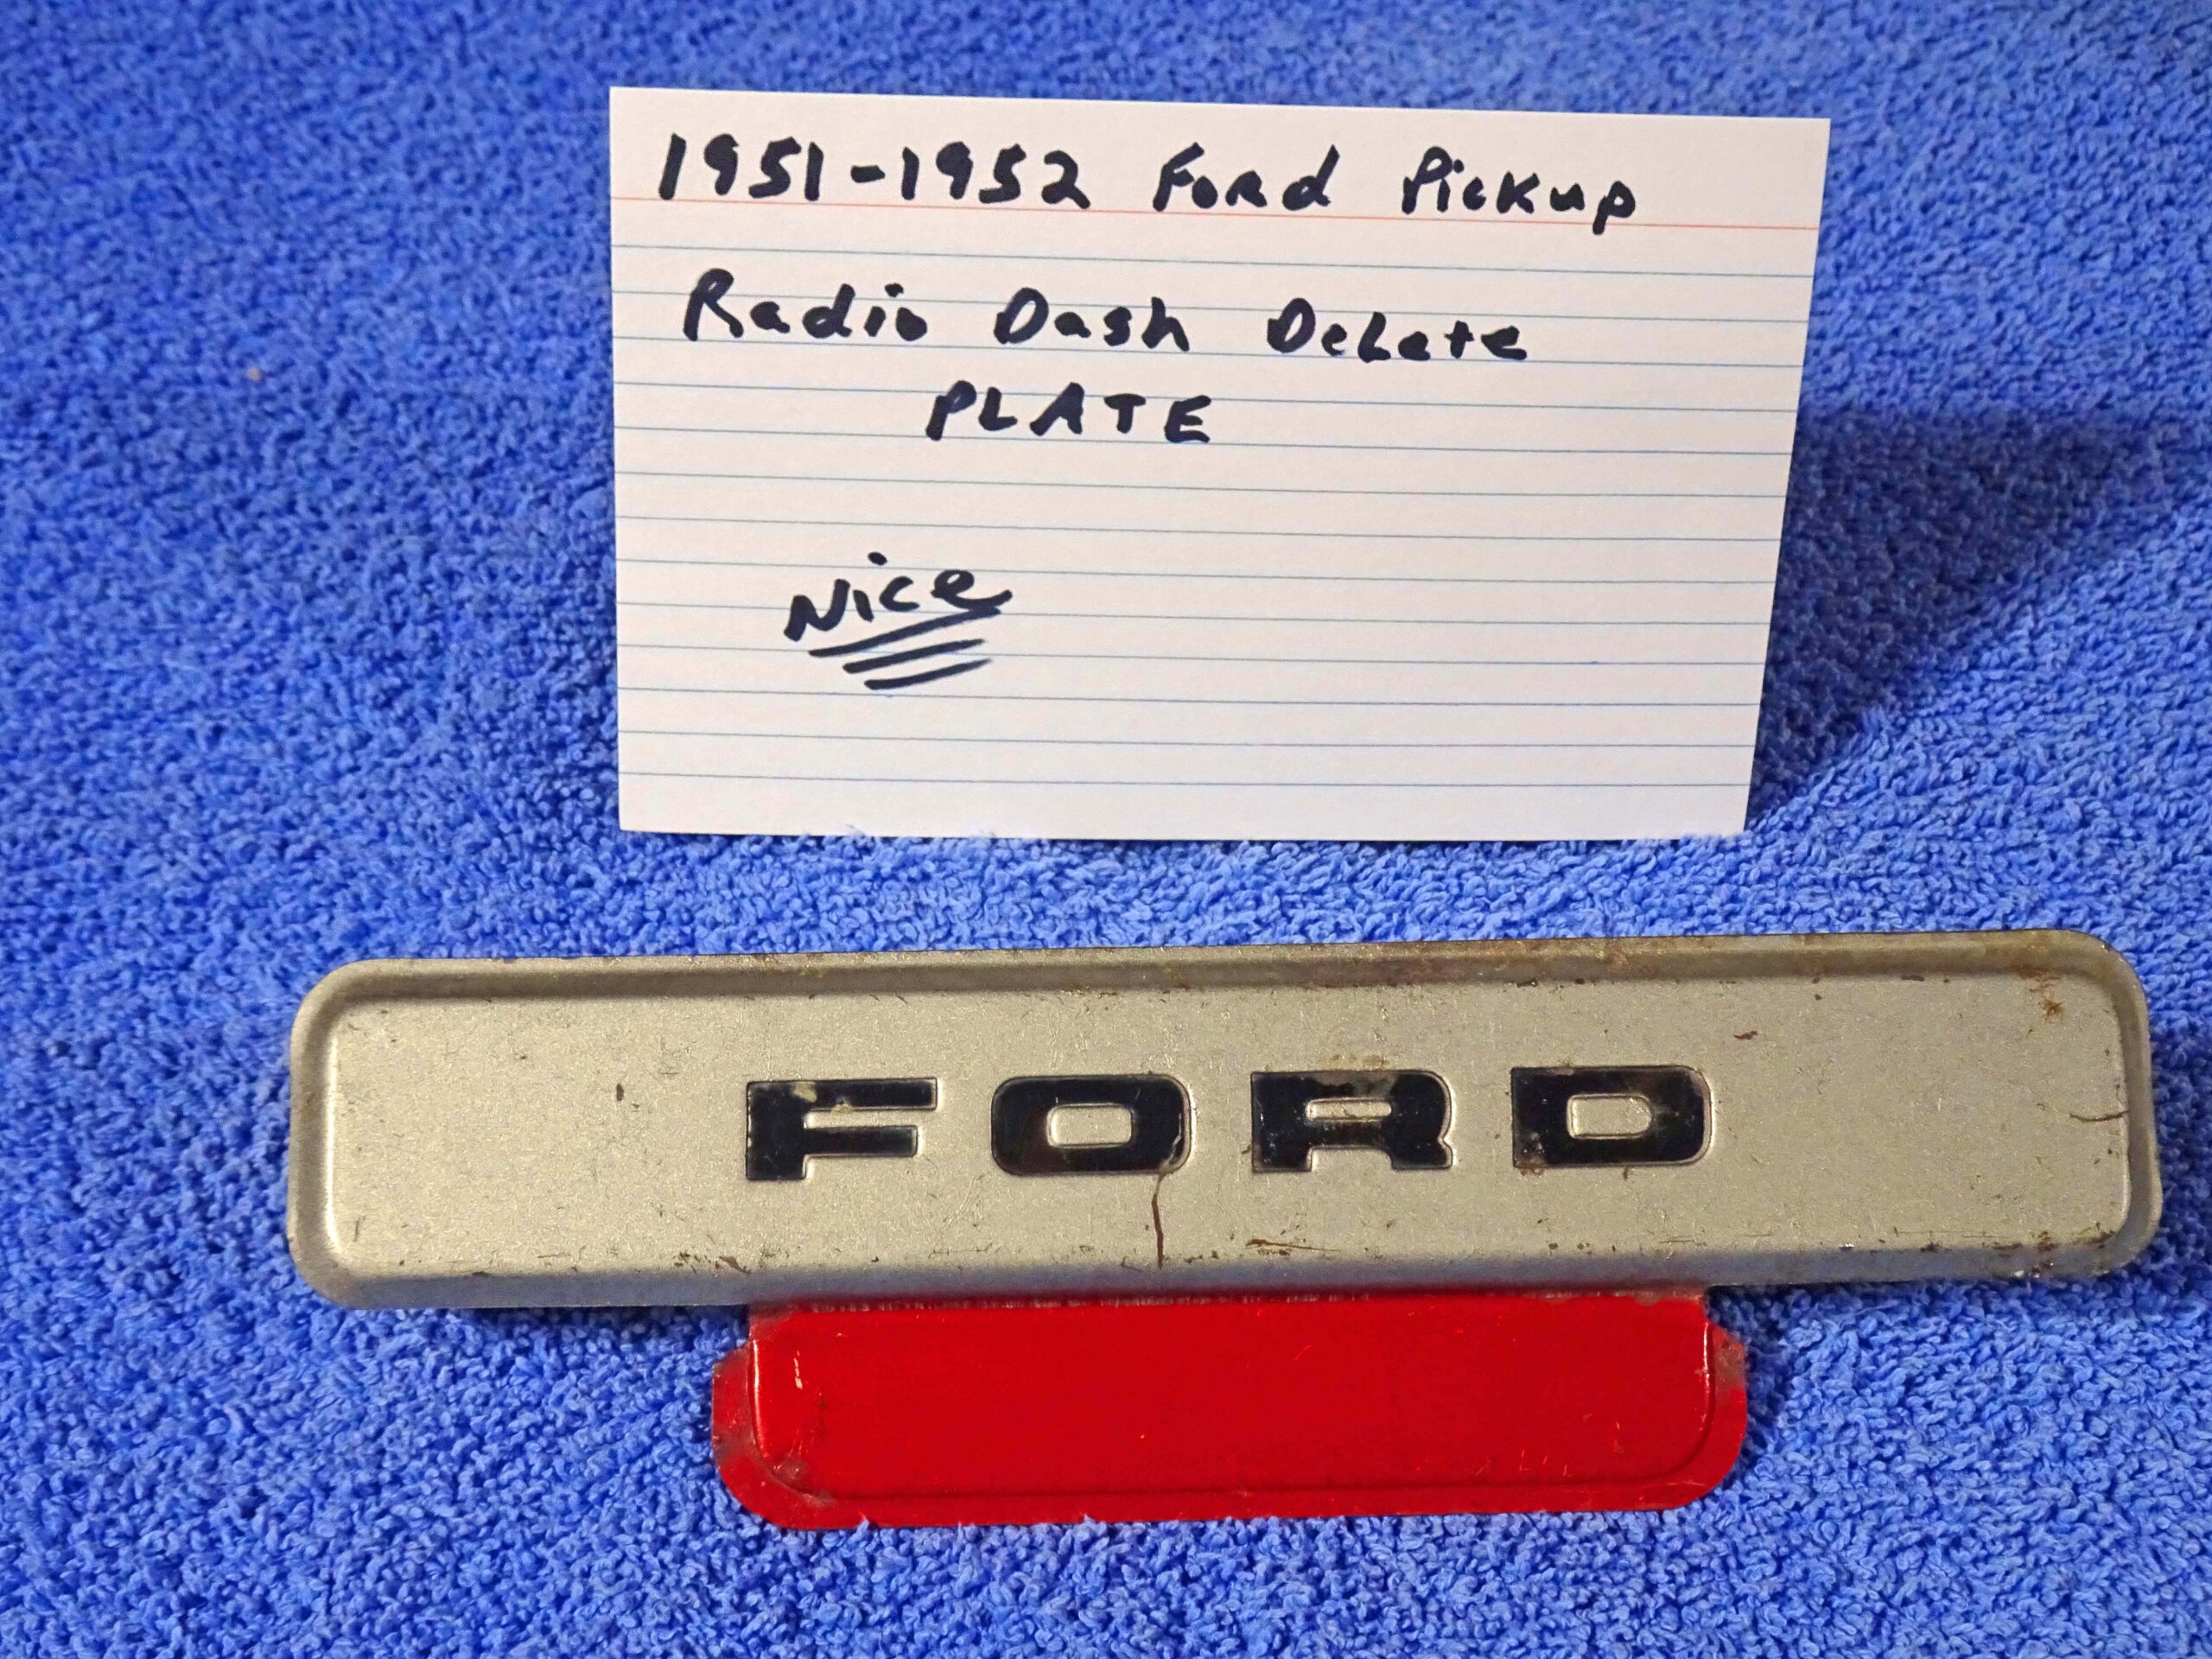 1951-1952 Ford Pickup
Radio Dash DeLete
PLATE
Nice
FORD